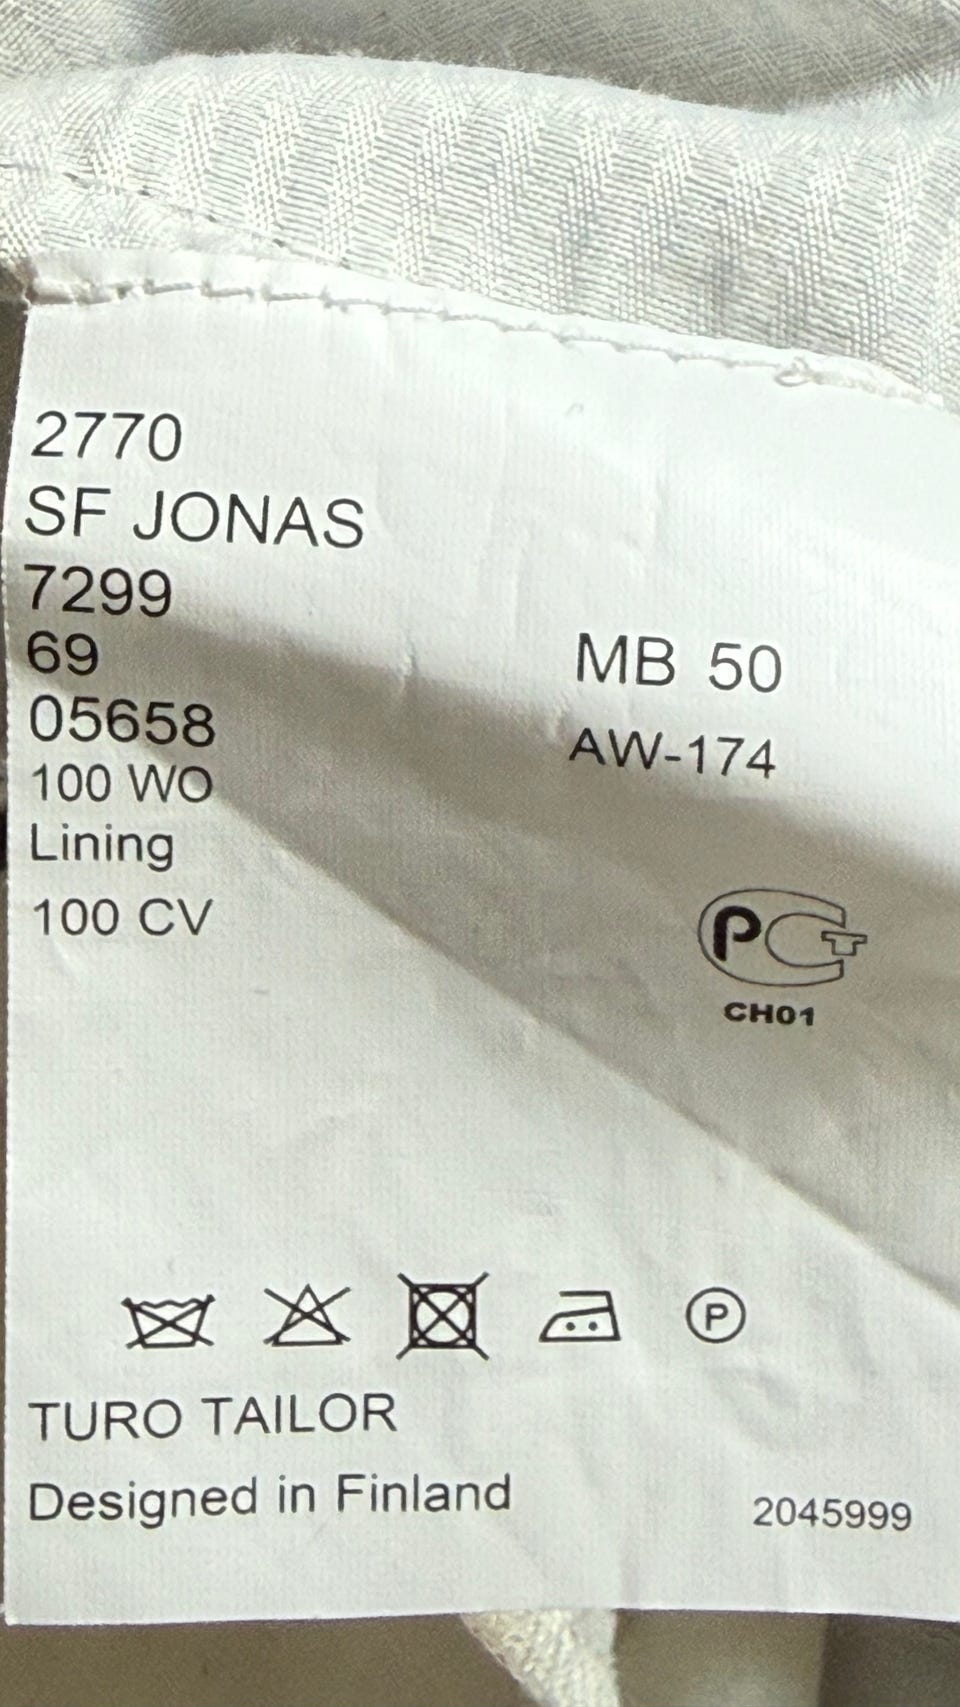 2770
SF JONAS
7299
69
MB 50
05658
AW-174
100 WO
Lining
100 CV
РСТ
CH01
P
TURO TAILOR
Designed in Finland
2045999